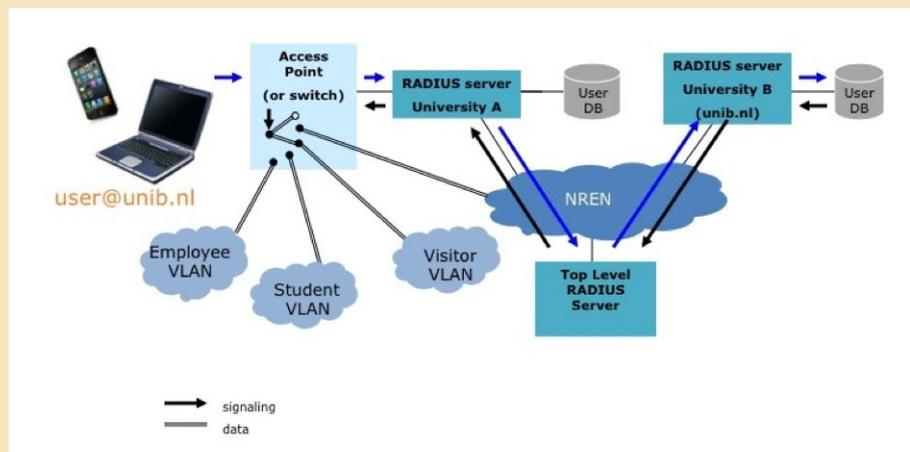 Access
Point
(or switch)
RADIUS server
University A
User
DB
RADIUS server
University B
(unib.nl)
User
DB
user@unib.nl
NREN
Employee
VLAN
Student
VLAN
Visitor
VLAN
Top Level
RADIUS
Server
signaling
data